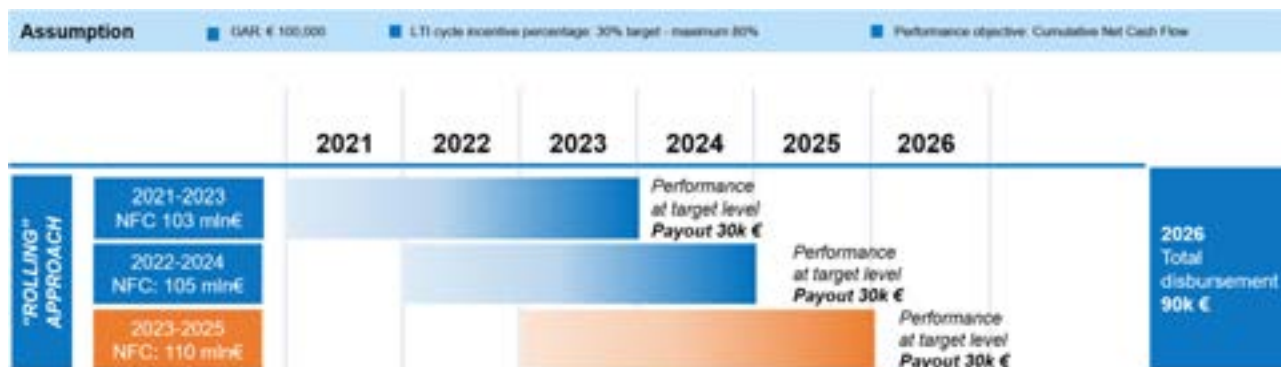 Assumption
GAR: € 100,000
LTI cycle incentive percentage: 30% target - maximum 80%
Performance objective: Cumulative Net Cash Flow
2021
2022
2023
2024
2025
2026
"ROLLING"
APPROACH
2021-2023
NFC 103 mln€
Performance
at target level
Payout 30k €
2022-2024
NFC: 105 mln€
Performance
at target level
Payout 30k €
2023-2025
NFC: 110 mln€
Performance
at target level
Payout 30k €
2026
Total
disbursement
90k €